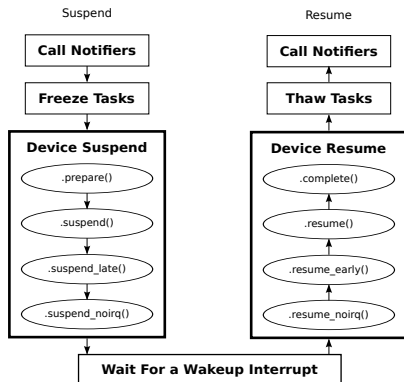 Suspend
Call Notifiers
Freeze Tasks
Device Suspend
.prepare()
.suspend()
.suspend_late()
.suspend_noirq()
Resume
Call Notifiers
Thaw Tasks
Device Resume
.complete()
.resume()
.resume_early()
.resume_noirq()
Wait For a Wakeup Interrupt